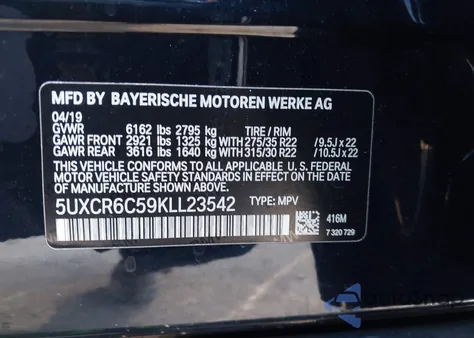 MFD BY BAYERISCHE MOTOREN WERKE AG
04/19
GVWR 6162 lbs 2795 kg TIRE / RIM
GAWR FRONT 2921 lbs 1325 kg WITH 275/35 R22 / 9.5J x 22
GAWR REAR 3616 lbs 1640 kg WITH 315/30 R22 / 10.5J x 22
THIS VEHICLE CONFORMS TO ALL APPLICABLE U. S. FEDERAL
MOTOR VEHICLE SAFETY STANDARDS IN EFFECT ON THE
DATE OF MANUFACTURE SHOWN ABOVE.
5UXCR6C59KLL23542 TYPE: MPV
416M
7 320 729